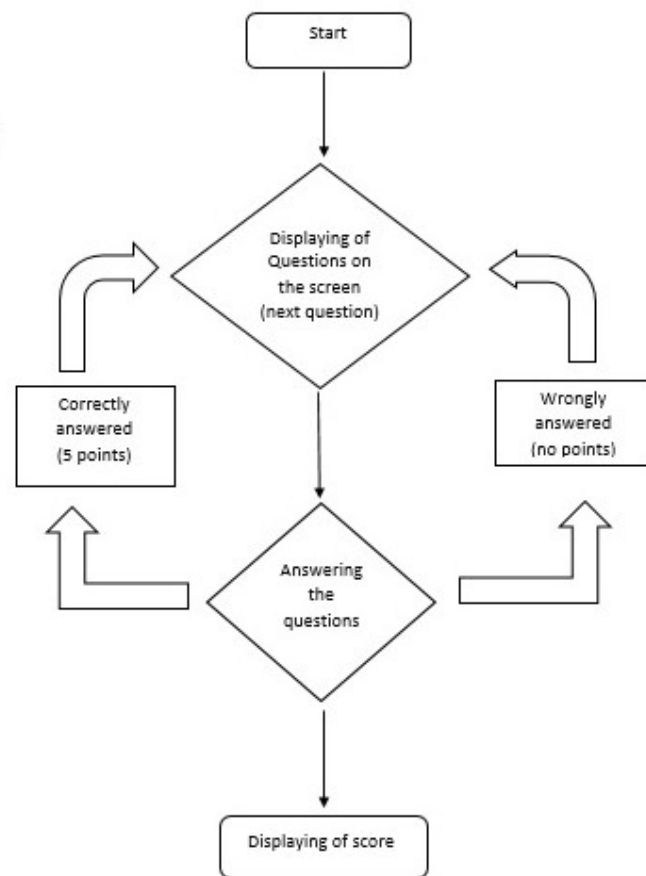 Start
Displaying of
Questions on
the screen
(next question)
Correctly
answered
(5 points)
Wrongly
answered
(no points)
Answering
the
questions
Displaying of score